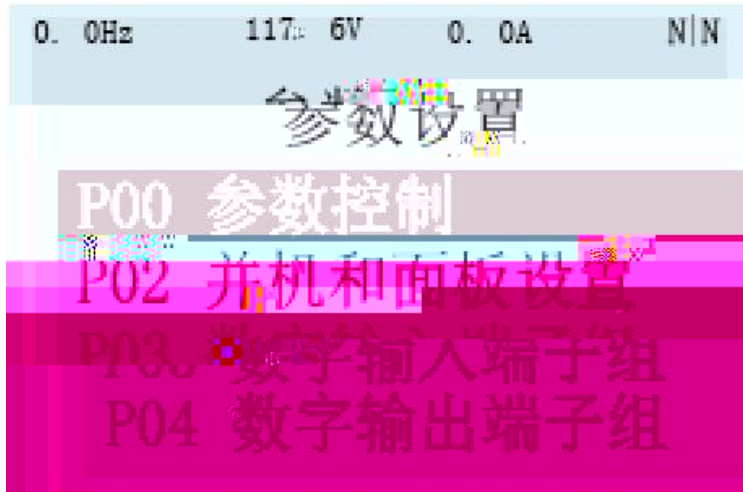 0. 0Hz 117. 6V 0. 0A N|N
参数设置
P00 参数控制
P02 并机和面板设置
P03 数字输入端子组
P04 数字输出端子组